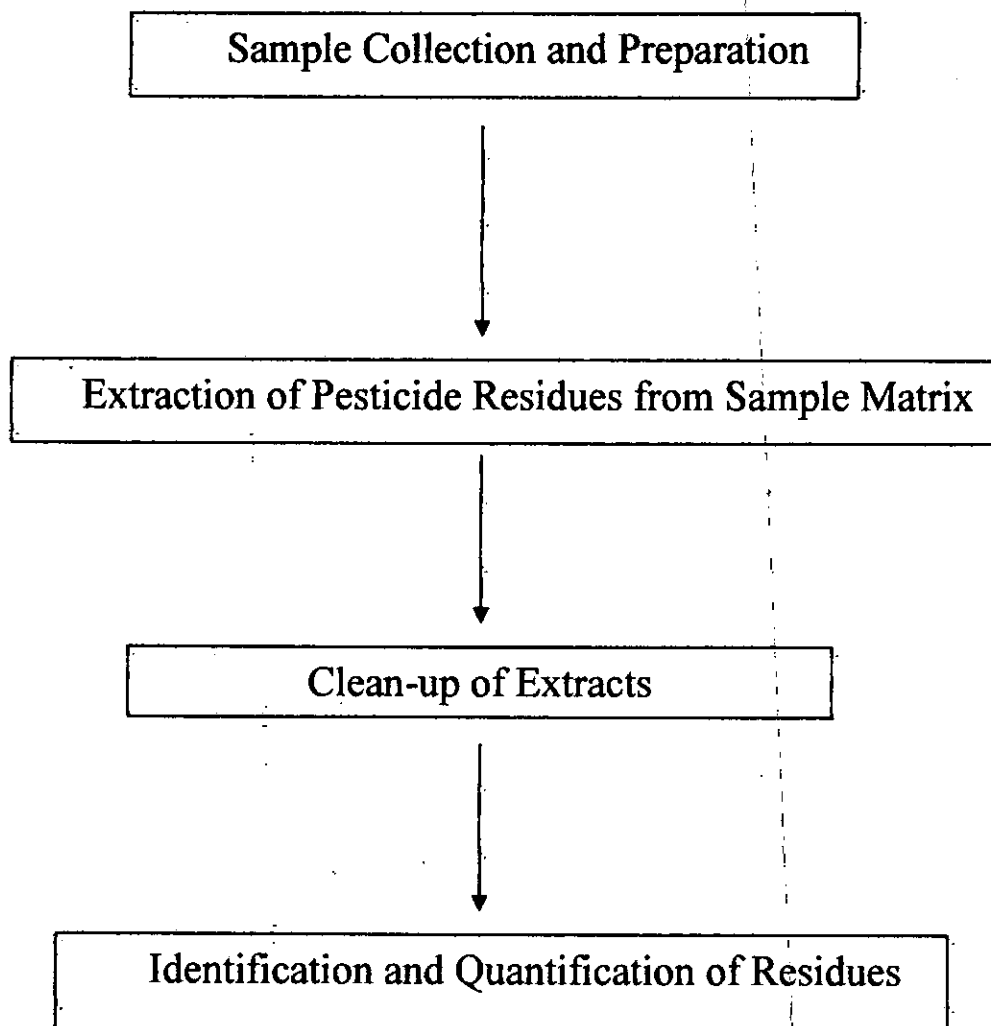 Sample Collection and Preparation
Extraction of Pesticide Residues from Sample Matrix
Clean-up of Extracts
Identification and Quantification of Residues